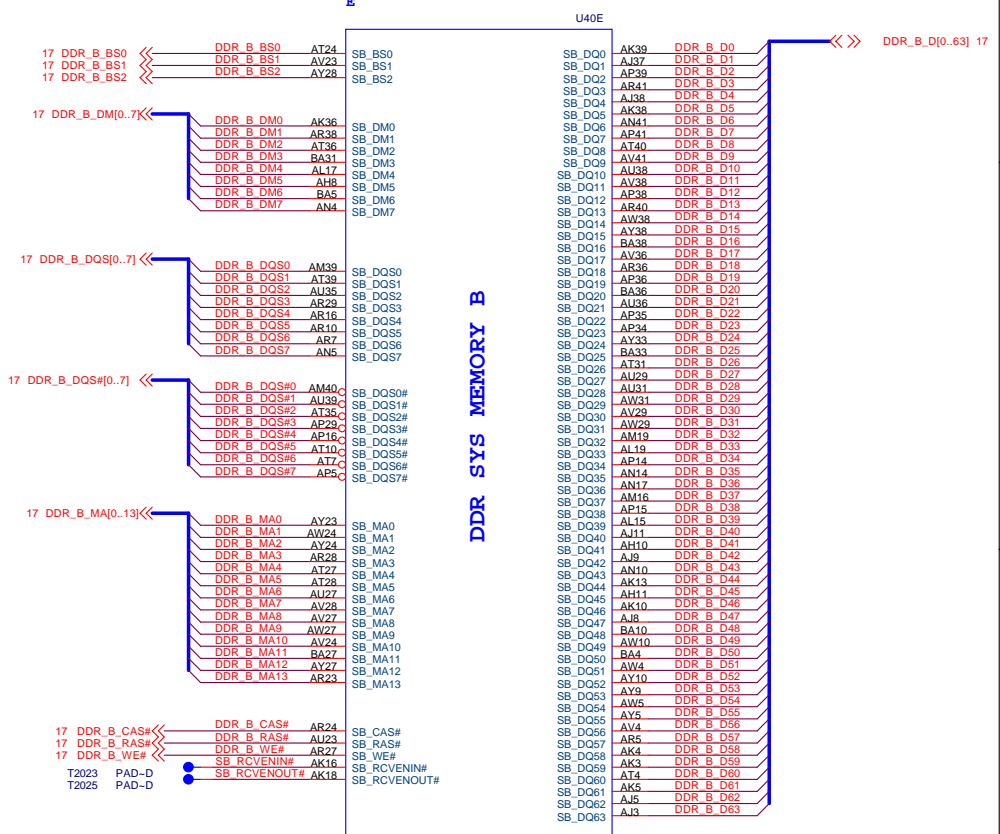 E
U40E
17 DDR_B_BS0 DDR_B_BS0 AT24 SB_BS0
17 DDR_B_BS1 DDR_B_BS1 AV23 SB_BS1
17 DDR_B_BS2 DDR_B_BS2 AY28 SB_BS2
17 DDR_B_DM[0..7]
DDR_B_DM0 AK36 SB_DM0
DDR_B_DM1 AR38 SB_DM1
DDR_B_DM2 AT36 SB_DM2
DDR_B_DM3 BA31 SB_DM3
DDR_B_DM4 AL17 SB_DM4
DDR_B_DM5 AH8 SB_DM5
DDR_B_DM6 BA5 SB_DM6
DDR_B_DM7 AN4 SB_DM7
17 DDR_B_DQS[0..7]
DDR_B_DQS0 AM39 SB_DQS0
DDR_B_DQS1 AT39 SB_DQS1
DDR_B_DQS2 AU35 SB_DQS2
DDR_B_DQS3 AR29 SB_DQS3
DDR_B_DQS4 AR16 SB_DQS4
DDR_B_DQS5 AR10 SB_DQS5
DDR_B_DQS6 AR7 SB_DQS6
DDR_B_DQS7 AN5 SB_DQS7
17 DDR_B_DQS#[0..7]
DDR_B_DQS#0 AM40 SB_DQS0#
DDR_B_DQS#1 AU39 SB_DQS1#
DDR_B_DQS#2 AT35 SB_DQS2#
DDR_B_DQS#3 AP29 SB_DQS3#
DDR_B_DQS#4 AP16 SB_DQS4#
DDR_B_DQS#5 AT10 SB_DQS5#
DDR_B_DQS#6 AT7 SB_DQS6#
DDR_B_DQS#7 AP5 SB_DQS7#
17 DDR_B_MA[0..13]
DDR_B_MA0 AY23 SB_MA0
DDR_B_MA1 AW24 SB_MA1
DDR_B_MA2 AY24 SB_MA2
DDR_B_MA3 AR28 SB_MA3
DDR_B_MA4 AT27 SB_MA4
DDR_B_MA5 AT28 SB_MA5
DDR_B_MA6 AU27 SB_MA6
DDR_B_MA7 AV28 SB_MA7
DDR_B_MA8 AV27 SB_MA8
DDR_B_MA9 AW27 SB_MA9
DDR_B_MA10 AV24 SB_MA10
DDR_B_MA11 BA27 SB_MA11
DDR_B_MA12 AY27 SB_MA12
DDR_B_MA13 AR23 SB_MA13
17 DDR_B_CAS# DDR_B_CAS# AR24 SB_CAS#
17 DDR_B_RAS# DDR_B_RAS# AU23 SB_RAS#
17 DDR_B_WE# DDR_B_WE# AR27 SB_WE#
T2023 PAD~D SB_RCVENIN# AK16 SB_RCVENIN#
T2025 PAD~D SB_RCVENOUT# AK18 SB_RCVENOUT#
DDR SYS MEMORY B
SB_DQ0 AK39 DDR_B_D0
SB_DQ1 AJ37 DDR_B_D1
SB_DQ2 AP39 DDR_B_D2
SB_DQ3 AR41 DDR_B_D3
SB_DQ4 AJ38 DDR_B_D4
SB_DQ5 AK38 DDR_B_D5
SB_DQ6 AN41 DDR_B_D6
SB_DQ7 AP41 DDR_B_D7
SB_DQ8 AT40 DDR_B_D8
SB_DQ9 AV41 DDR_B_D9
SB_DQ10 AU38 DDR_B_D10
SB_DQ11 AV38 DDR_B_D11
SB_DQ12 AP38 DDR_B_D12
SB_DQ13 AR40 DDR_B_D13
SB_DQ14 AW38 DDR_B_D14
SB_DQ15 AY38 DDR_B_D15
SB_DQ16 BA38 DDR_B_D16
SB_DQ17 AV36 DDR_B_D17
SB_DQ18 AR36 DDR_B_D18
SB_DQ19 AP36 DDR_B_D19
SB_DQ20 BA36 DDR_B_D20
SB_DQ21 AU36 DDR_B_D21
SB_DQ22 AP35 DDR_B_D22
SB_DQ23 AP34 DDR_B_D23
SB_DQ24 AY33 DDR_B_D24
SB_DQ25 BA33 DDR_B_D25
SB_DQ26 AT31 DDR_B_D26
SB_DQ27 AU29 DDR_B_D27
SB_DQ28 AU31 DDR_B_D28
SB_DQ29 AW31 DDR_B_D29
SB_DQ30 AV29 DDR_B_D30
SB_DQ31 AW29 DDR_B_D31
SB_DQ32 AM19 DDR_B_D32
SB_DQ33 AL19 DDR_B_D33
SB_DQ34 AP14 DDR_B_D34
SB_DQ35 AN14 DDR_B_D35
SB_DQ36 AN17 DDR_B_D36
SB_DQ37 AM16 DDR_B_D37
SB_DQ38 AP15 DDR_B_D38
SB_DQ39 AL15 DDR_B_D39
SB_DQ40 AJ11 DDR_B_D40
SB_DQ41 AH10 DDR_B_D41
SB_DQ42 AJ9 DDR_B_D42
SB_DQ43 AN10 DDR_B_D43
SB_DQ44 AK13 DDR_B_D44
SB_DQ45 AH11 DDR_B_D45
SB_DQ46 AK10 DDR_B_D46
SB_DQ47 AJ8 DDR_B_D47
SB_DQ48 BA10 DDR_B_D48
SB_DQ49 AW10 DDR_B_D49
SB_DQ50 BA4 DDR_B_D50
SB_DQ51 AW4 DDR_B_D51
SB_DQ52 AY10 DDR_B_D52
SB_DQ53 AY9 DDR_B_D53
SB_DQ54 AW5 DDR_B_D54
SB_DQ55 AY5 DDR_B_D55
SB_DQ56 AV4 DDR_B_D56
SB_DQ57 AR5 DDR_B_D57
SB_DQ58 AK4 DDR_B_D58
SB_DQ59 AK3 DDR_B_D59
SB_DQ60 AT4 DDR_B_D60
SB_DQ61 AK5 DDR_B_D61
SB_DQ62 AJ5 DDR_B_D62
SB_DQ63 AJ3 DDR_B_D63
DDR_B_D[0..63] 17